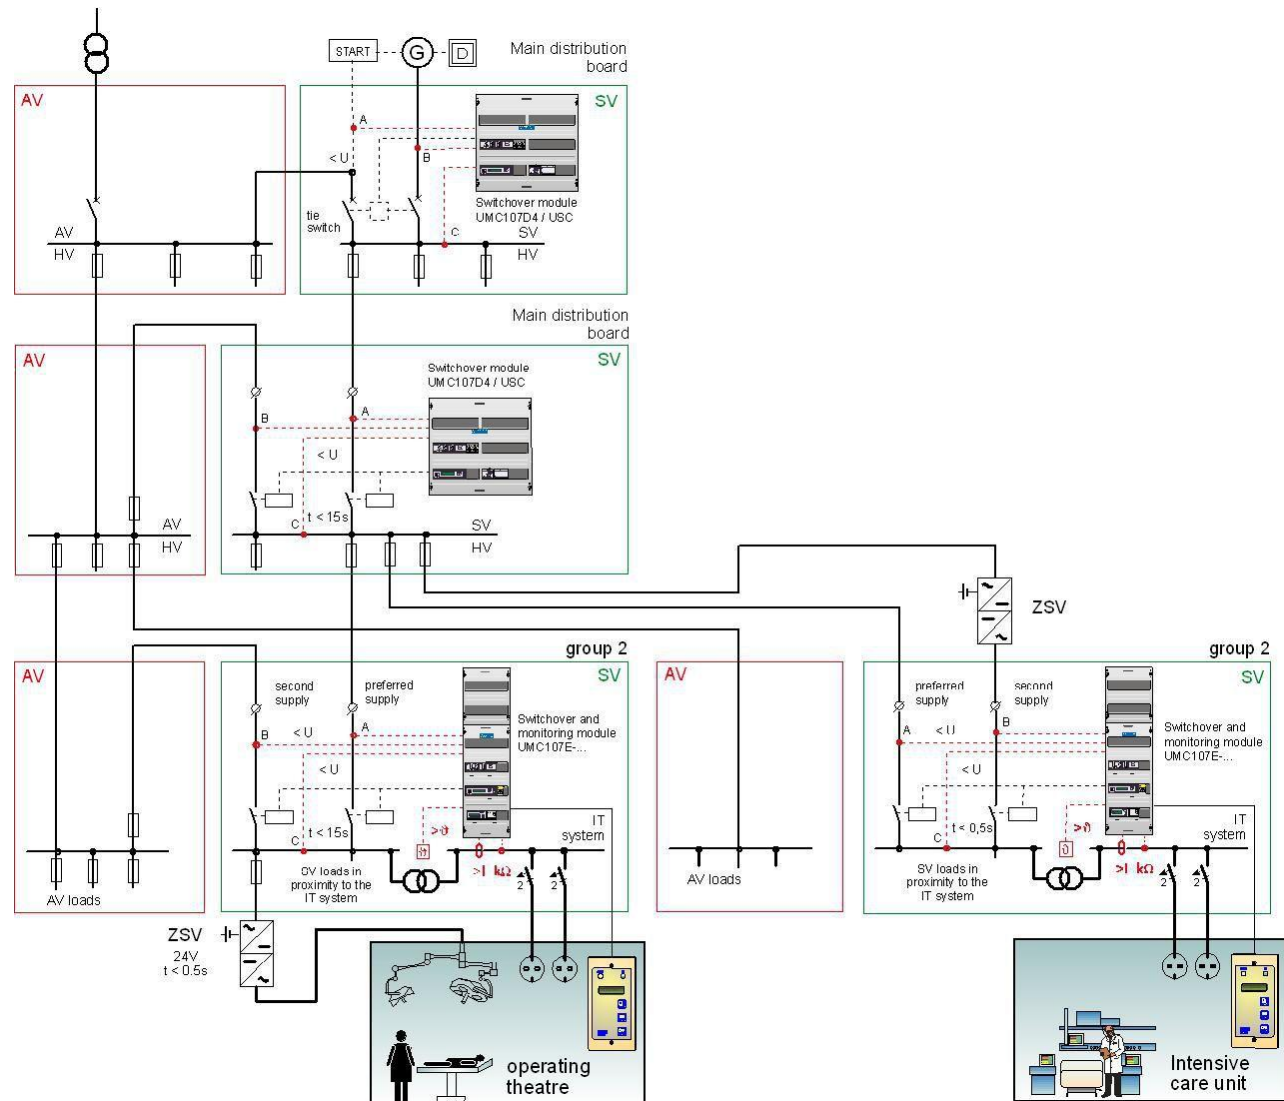 START
G
D
Main distribution
board
AV
SV
A
< U
B
Switchover module
UMC107D4 / USC
tie
switch
C
AV
HV
SV
HV
Main distribution
board
AV
SV
Switchover module
UMC107D4 / USC
B
A
< U
C
t < 15s
AV
HV
SV
HV
ZSV
group 2
group 2
AV
SV
AV
SV
second
supply
preferred
supply
preferred
supply
second
supply
Switchover and
monitoring module
UMC107E-...
Switchover and
monitoring module
UMC107E-...
B
< U
A
A
< U
B
< U
< U
C
t < 15s
>ϑ
ϑ
IT
system
C
t < 0,5s
>ϑ
ϑ
IT
system
>I
kΩ
>I
kΩ
2
2
2
2
AV loads
SV loads in
proximity to the
IT system
AV loads
SV loads in
proximity to the
IT system
ZSV
24V
t < 0.5s
operating
theatre
Intensive
care unit